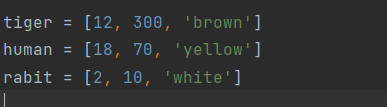 tiger = [12, 300, 'brown']
human = [18, 70, 'yellow']
rabit = [2, 10, 'white']